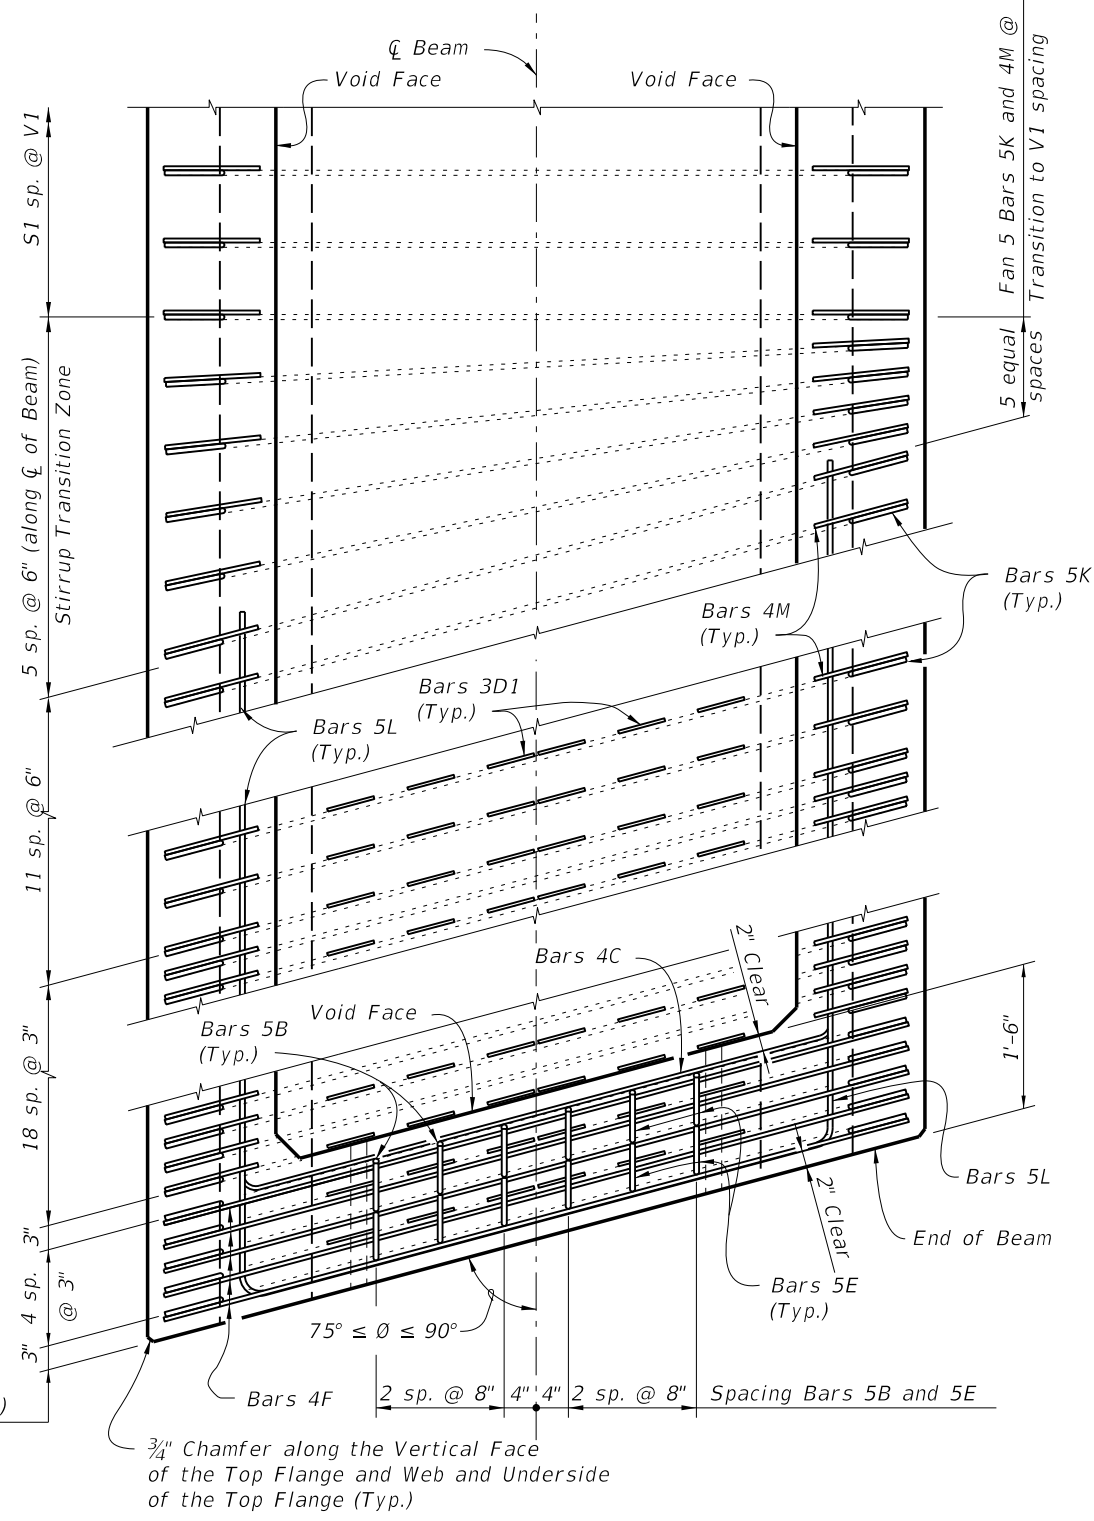 ℄ Beam
Void Face
Void Face
S1 sp. @ V1
Fan 5 Bars 5K and 4M @
Transition to V1 spacing
5 equal
spaces
5 sp. @ 6" (along ℄ of Beam)
Stirrup Transition Zone
Bars 5K
(Typ.)
Bars 4M
(Typ.)
Bars 3D1
(Typ.)
Bars 5L
(Typ.)
11 sp. @ 6"
2" Clear
Bars 4C
Void Face
Bars 5B
(Typ.)
18 sp. @ 3"
1'-6"
Bars 5L
2" Clear
End of Beam
3"
4 sp.
@ 3"
Bars 5E
(Typ.)
75° ≤ Ø ≤ 90°
3"
Bars 4F
2 sp. @ 8" 4" 4" 2 sp. @ 8" Spacing Bars 5B and 5E
)
¾" Chamfer along the Vertical Face
of the Top Flange and Web and Underside
of the Top Flange (Typ.)